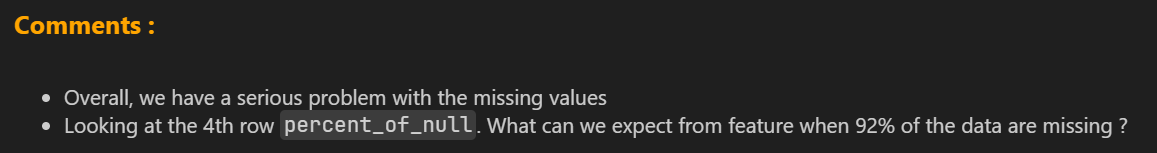 Comments :
• Overall, we have a serious problem with the missing values
• Looking at the 4th row percent_of_null. What can we expect from feature when 92% of the data are missing ?